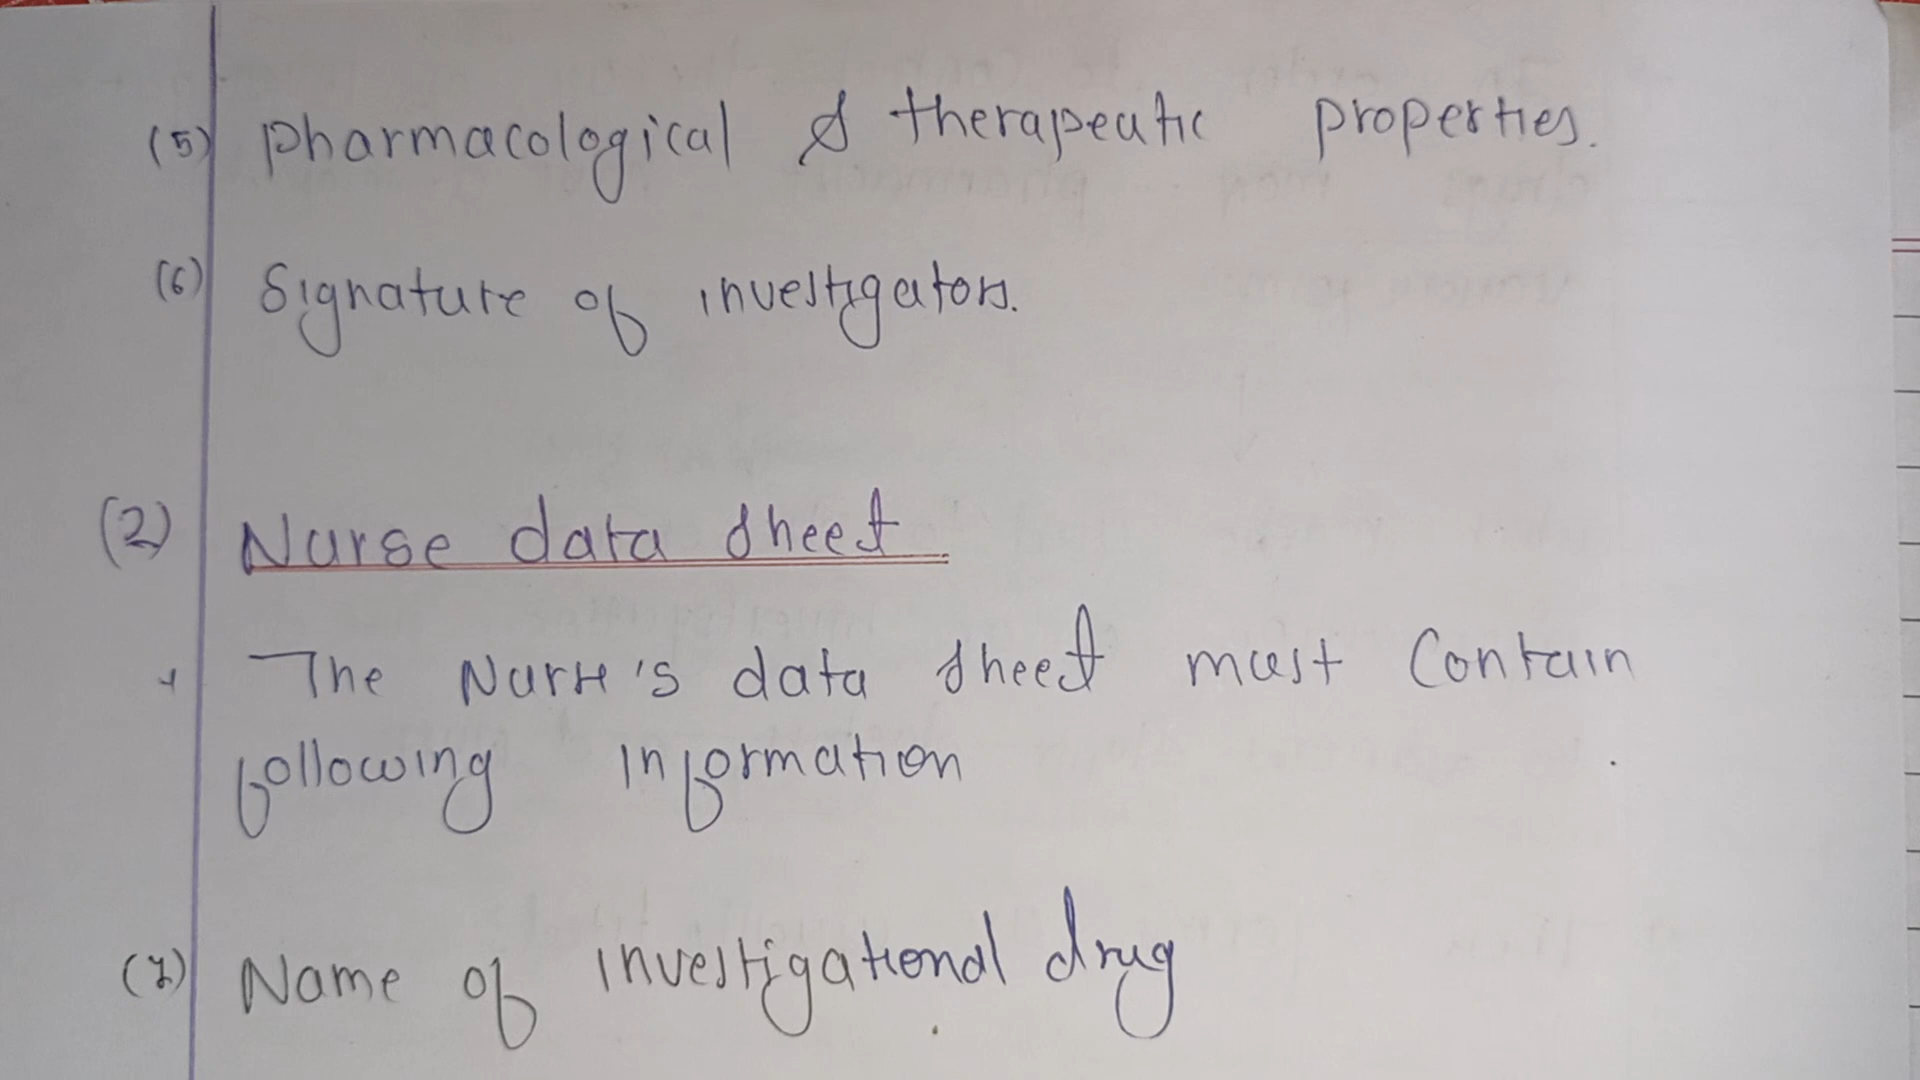 (5) Pharmacological & therapeutic properties.
(6) Signature of investigators.
(2) Nurse data sheet
The Nurse's data sheet must Contain
following information
(1) Name of investigational drug